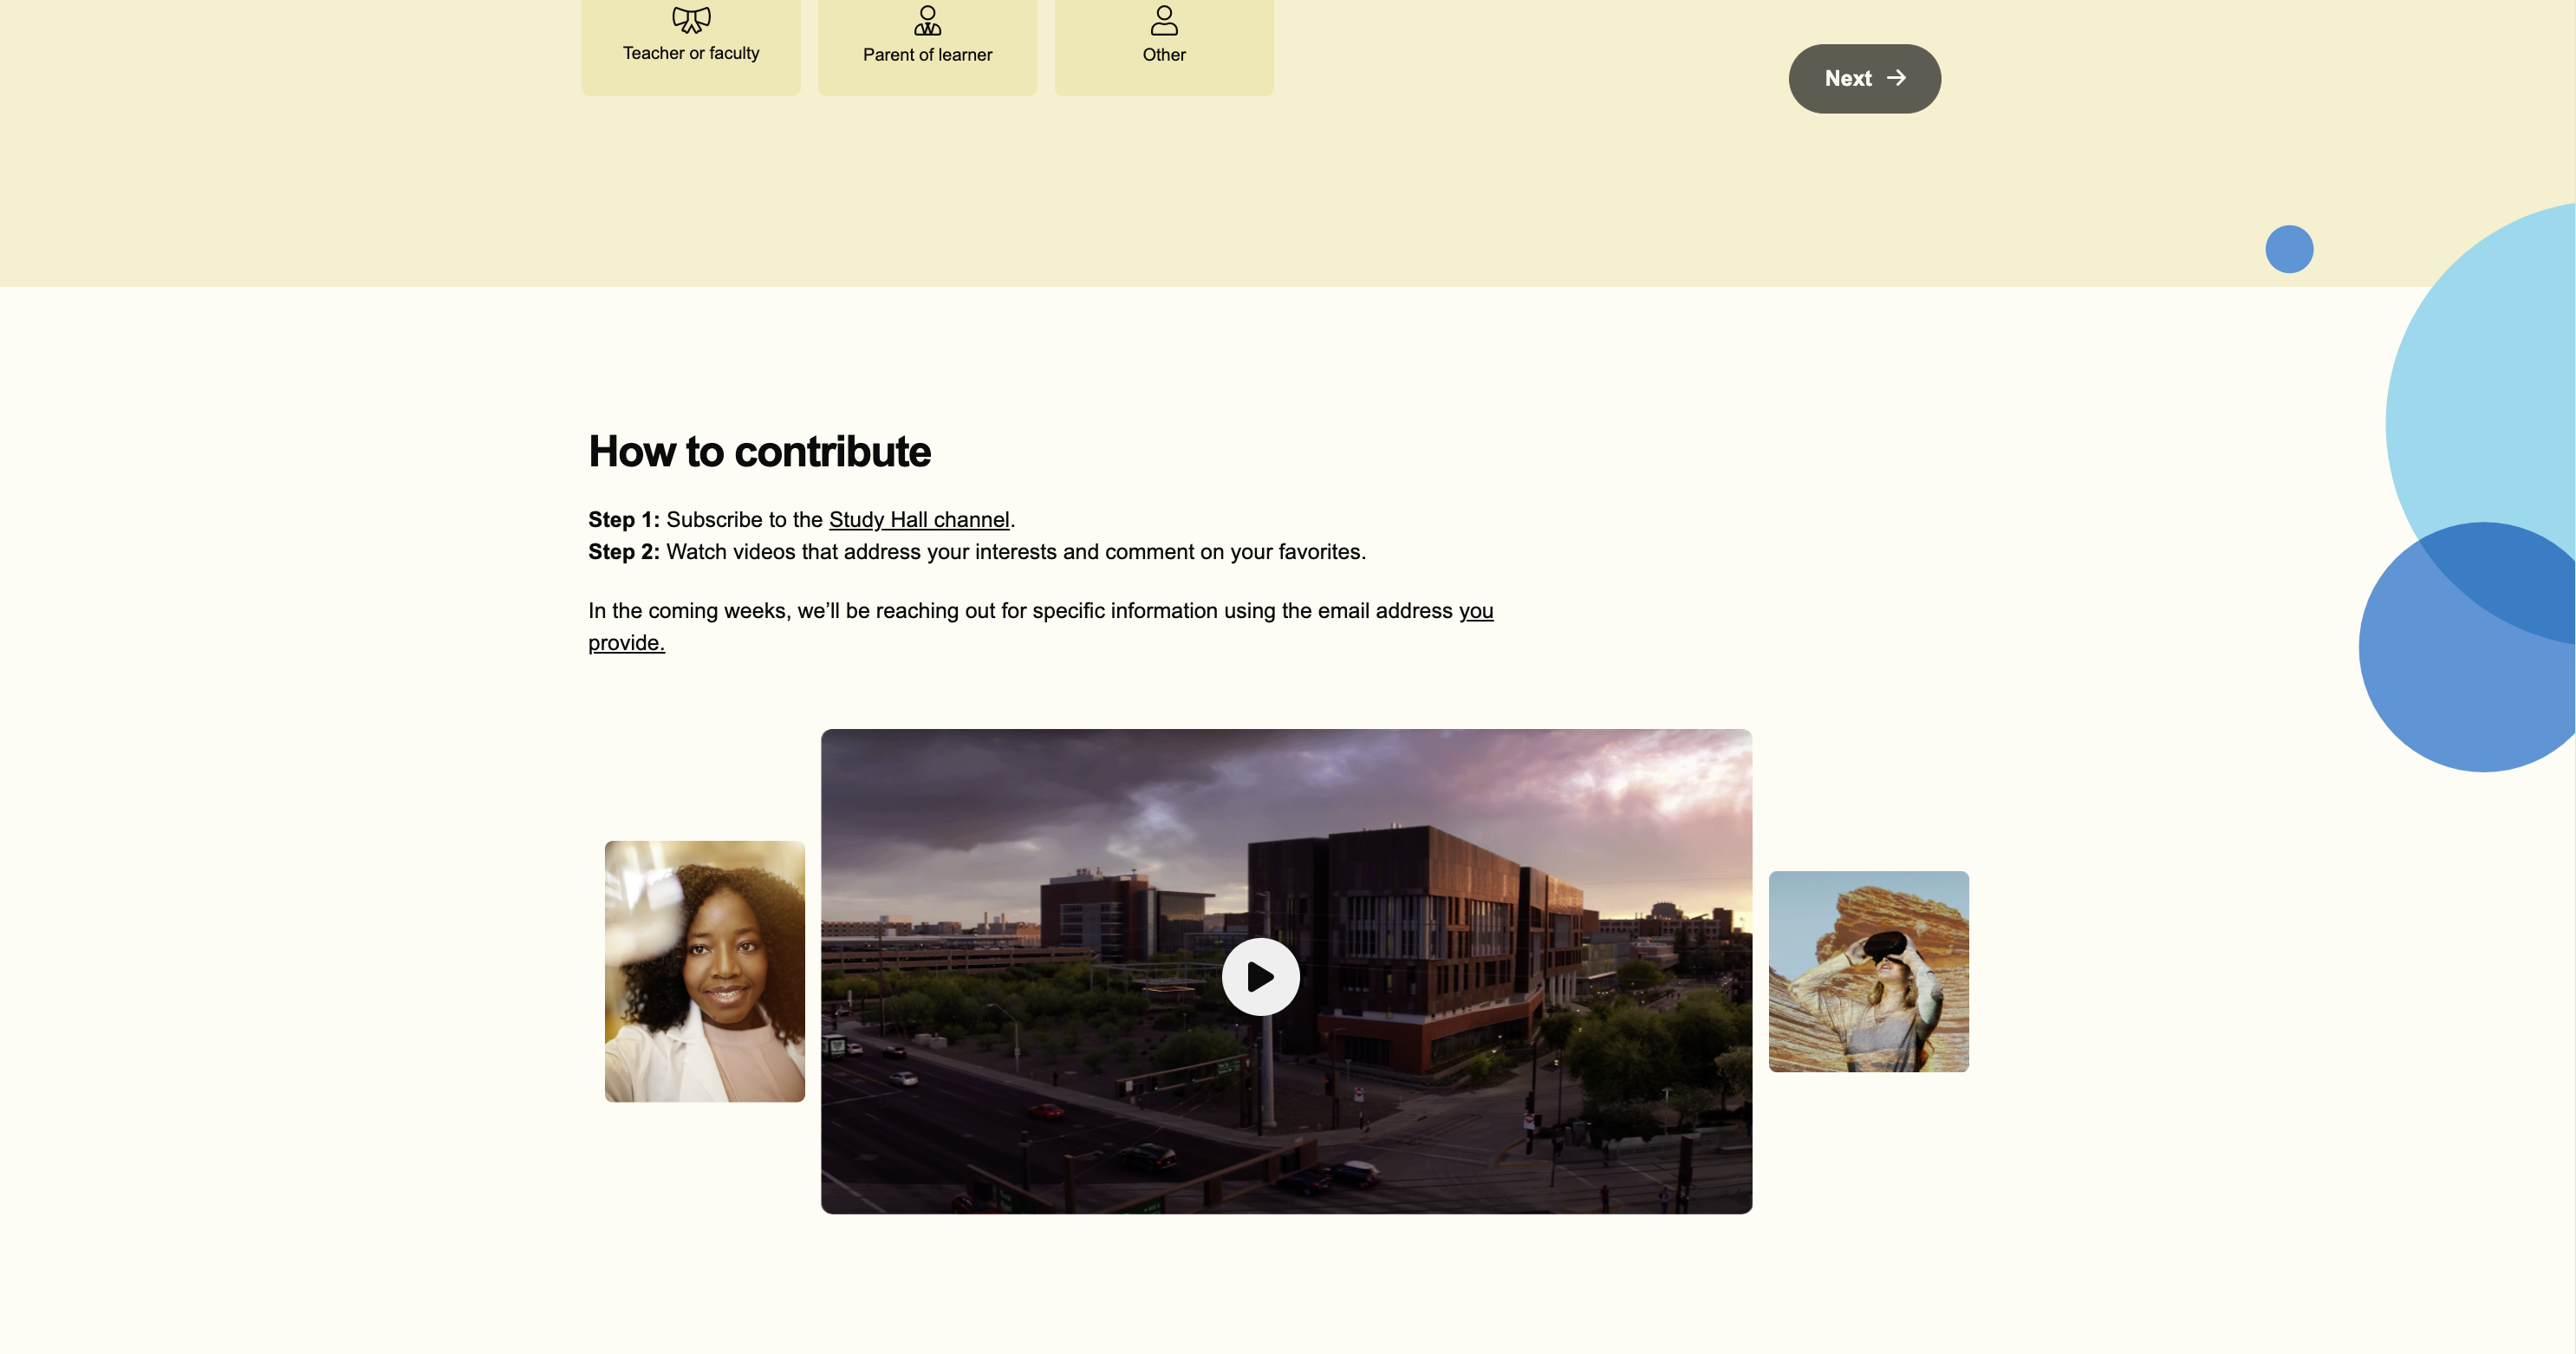 Teacher or faculty
Parent of learner
Other
Next
How to contribute
Step 1: Subscribe to the Study Hall channel.
Step 2: Watch videos that address your interests and comment on your favorites.
In the coming weeks, we’ll be reaching out for specific information using the email address you
provide.